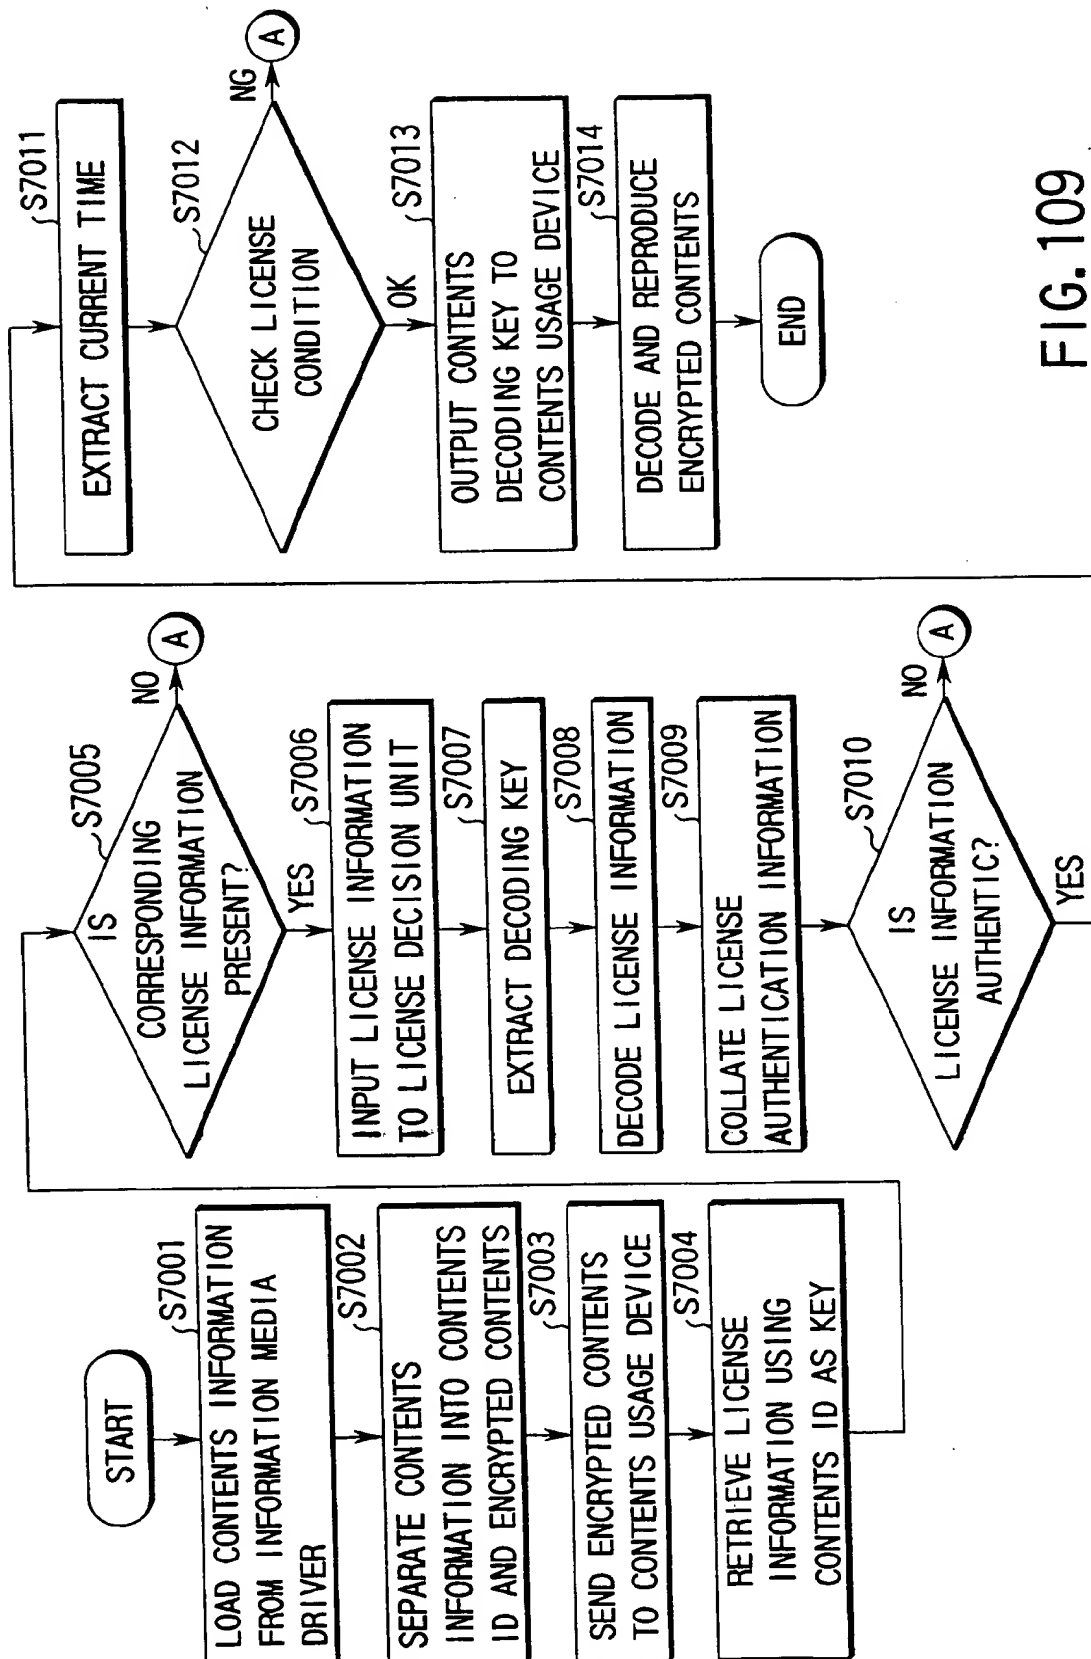 START
S7001
LOAD CONTENTS INFORMATION
FROM INFORMATION MEDIA
DRIVER
S7002
SEPARATE CONTENTS
INFORMATION INTO CONTENTS
ID AND ENCRYPTED CONTENTS
S7003
SEND ENCRYPTED CONTENTS
TO CONTENTS USAGE DEVICE
S7004
RETRIEVE LICENSE
INFORMATION USING
CONTENTS ID AS KEY
S7005
IS
CORRESPONDING
LICENSE INFORMATION
PRESENT?
NO
A
YES
S7006
INPUT LICENSE INFORMATION
TO LICENSE DECISION UNIT
S7007
EXTRACT DECODING KEY
S7008
DECODE LICENSE INFORMATION
S7009
COLLATE LICENSE
AUTHENTICATION INFORMATION
S7010
IS
LICENSE INFORMATION
AUTHENTIC?
NO
A
YES
S7011
EXTRACT CURRENT TIME
S7012
CHECK LICENSE
CONDITION
NG
A
OK
S7013
OUTPUT CONTENTS
DECODING KEY TO
CONTENTS USAGE DEVICE
S7014
DECODE AND REPRODUCE
ENCRYPTED CONTENTS
END
FIG. 109